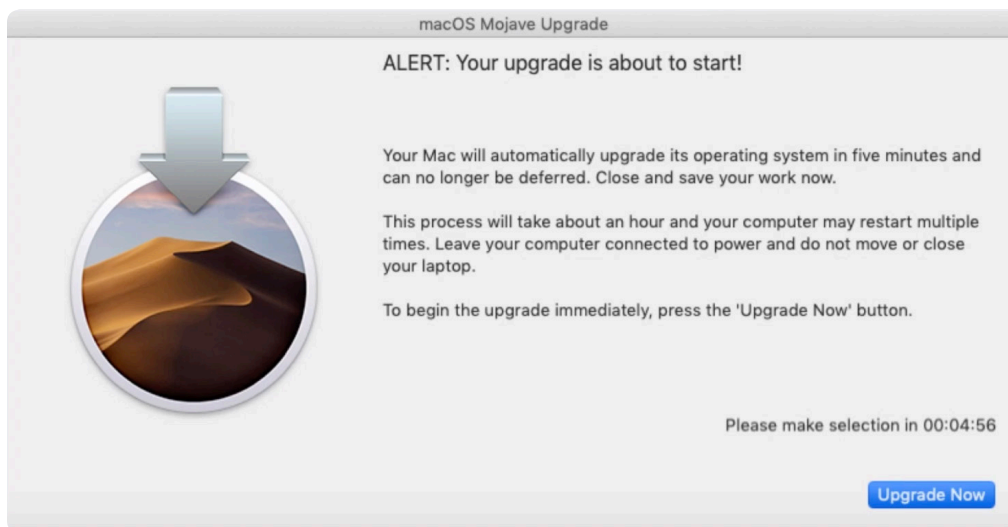 macOS Mojave Upgrade
ALERT: Your upgrade is about to start!
Your Mac will automatically upgrade its operating system in five minutes and
can no longer be deferred. Close and save your work now.
This process will take about an hour and your computer may restart multiple
times. Leave your computer connected to power and do not move or close
your laptop.
To begin the upgrade immediately, press the 'Upgrade Now' button.
Please make selection in 00:04:56
Upgrade Now